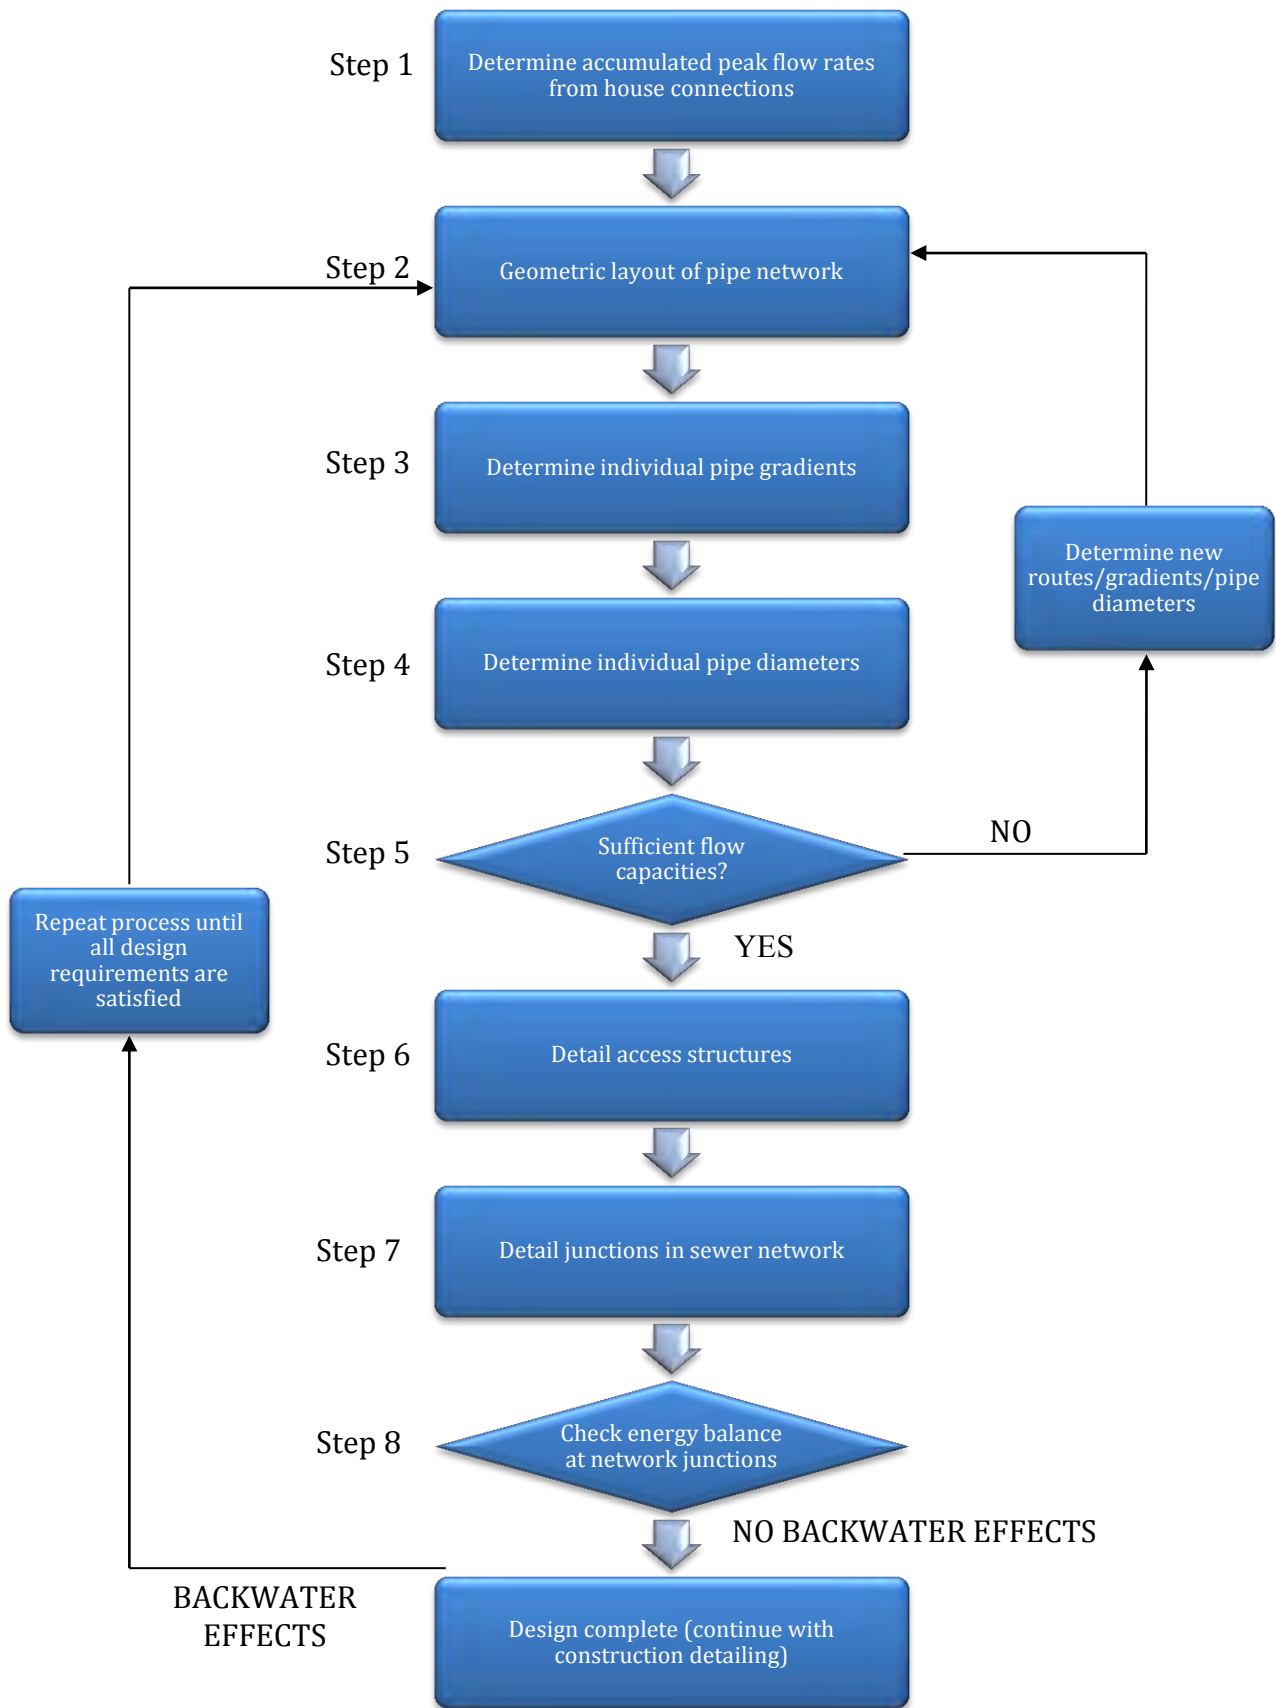 Step 1
Determine accumulated peak flow rates
from house connections
Step 2
Geometric layout of pipe network
Step 3
Determine individual pipe gradients
Determine new
routes/gradients/pipe
diameters
Step 4
Determine individual pipe diameters
Step 5
Sufficient flow
capacities?
NO
YES
Repeat process until
all design
requirements are
satisfied
Step 6
Detail access structures
Step 7
Detail junctions in sewer network
Step 8
Check energy balance
at network junctions
NO BACKWATER EFFECTS
BACKWATER
EFFECTS
Design complete (continue with
construction detailing)